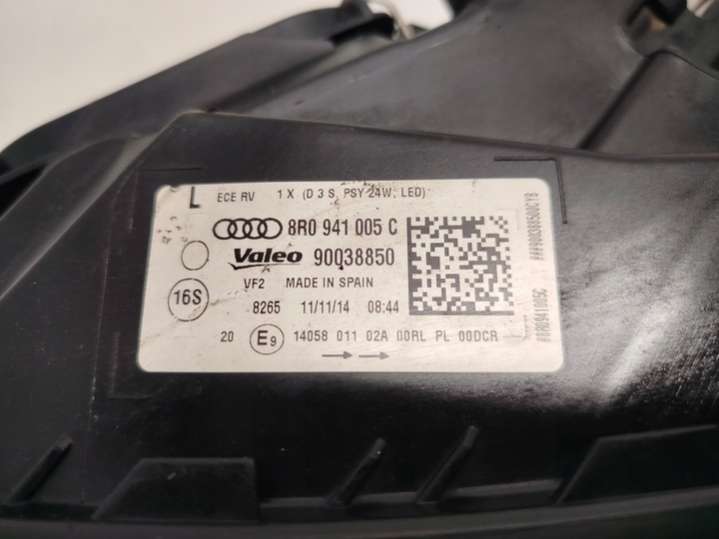 L ECE RV 1 X (D 3 S, PSY 24W, LED)
8R0 941 005 C
Valeo 90038850
VF2 MADE IN SPAIN
16S
8265 11/11/14 08:44
20 E9 14058 011 02A 00RL PL 00DCR
#8R0941005C